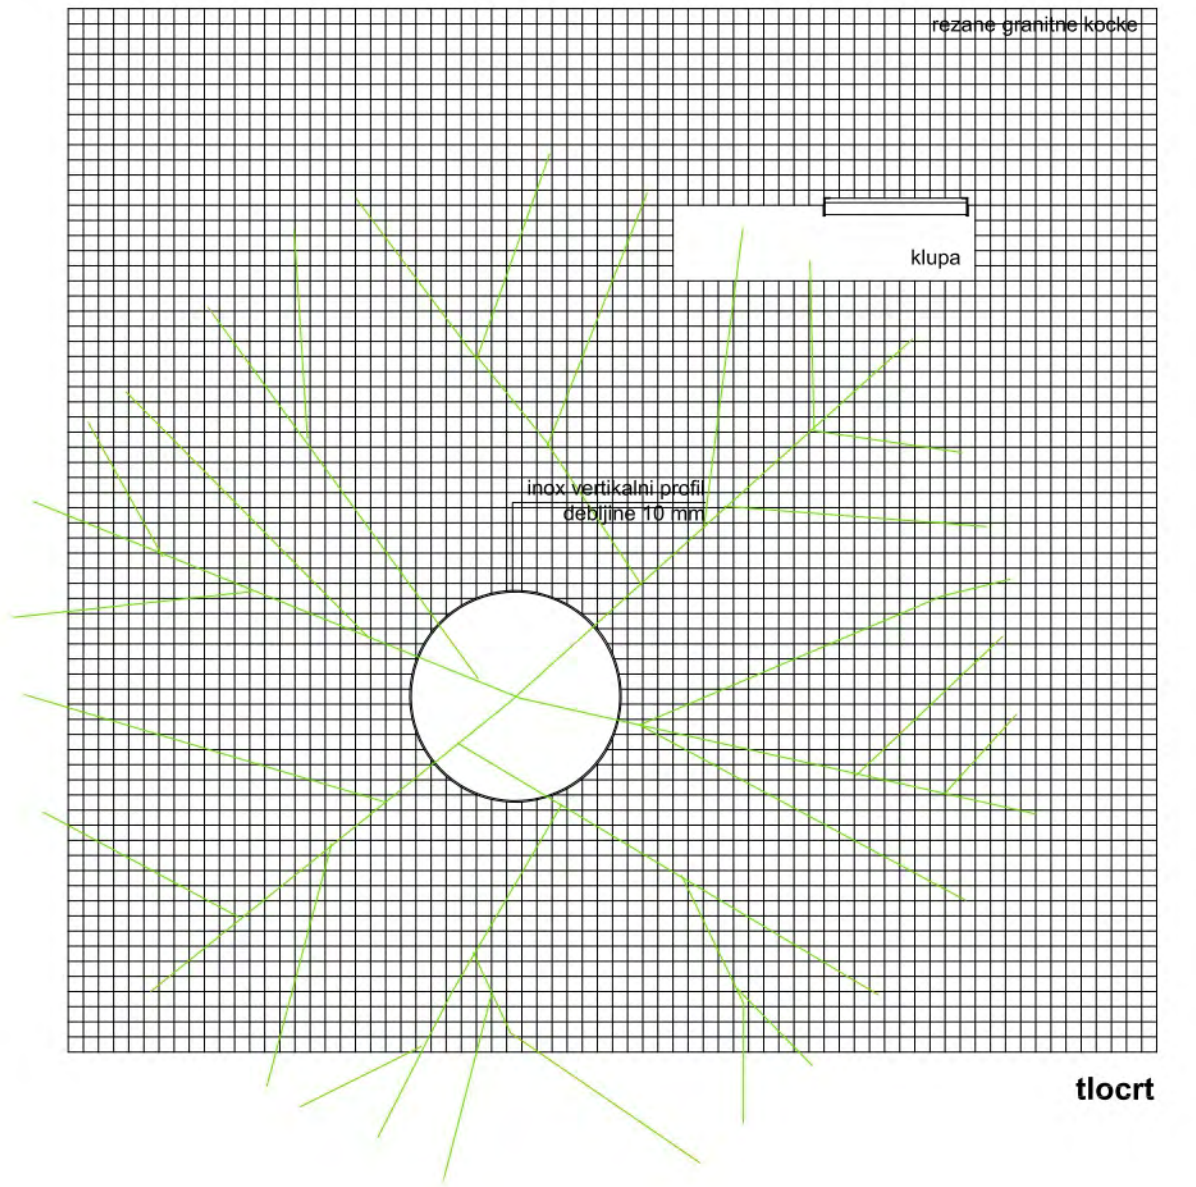 rezane granitne kocke
klupa
inox vertikalni profil
debljine 10 mm
tlocrt